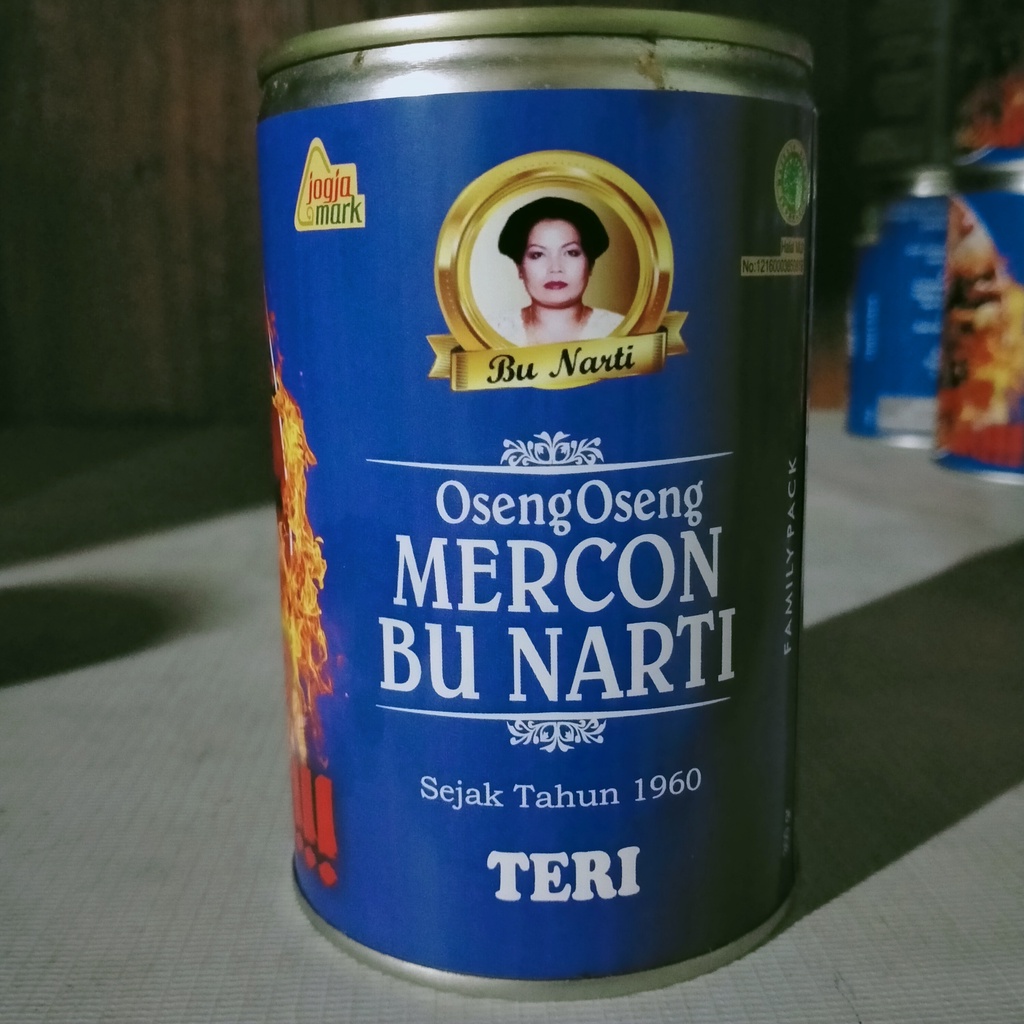 jogja
mark
Bu Narti
OsengOseng
MERCON
BU NARTI
Sejak Tahun 1960
TERI
FAMILY PACK